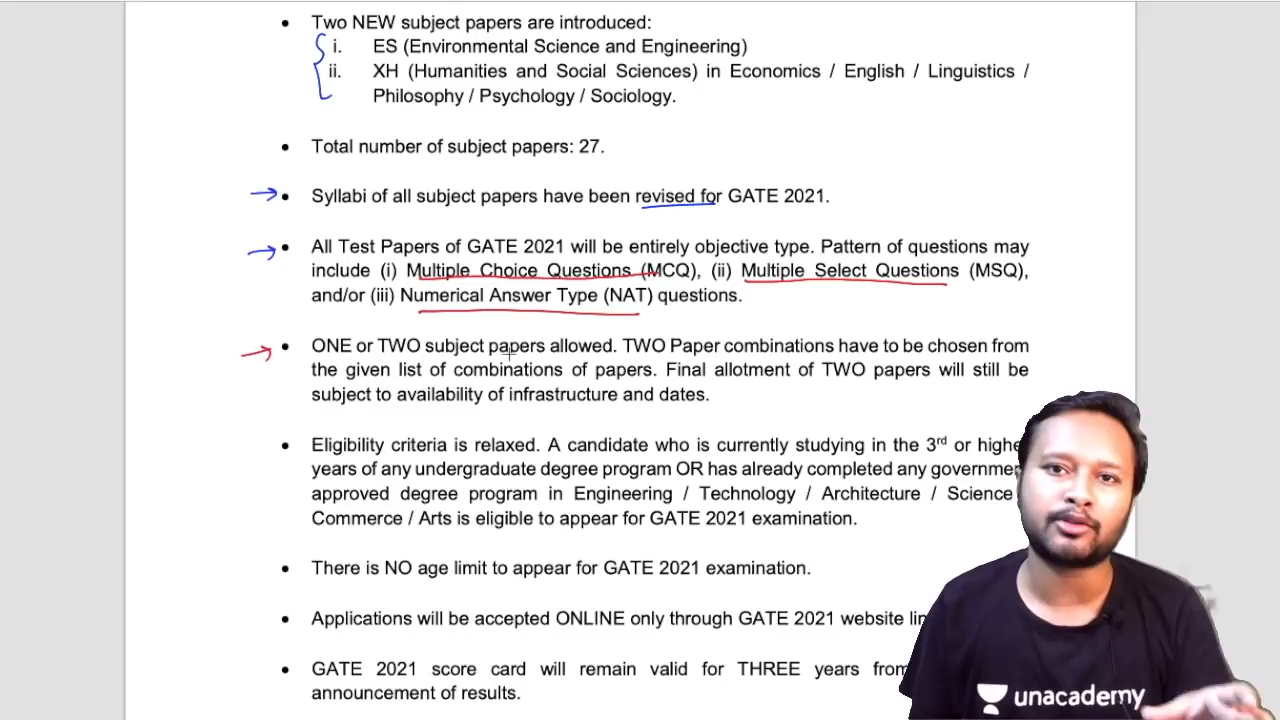 • Two NEW subject papers are introduced:
i. ES (Environmental Science and Engineering)
ii. XH (Humanities and Social Sciences) in Economics / English / Linguistics /
Philosophy / Psychology / Sociology.
• Total number of subject papers: 27.
• Syllabi of all subject papers have been revised for GATE 2021.
• All Test Papers of GATE 2021 will be entirely objective type. Pattern of questions may
include (i) Multiple Choice Questions (MCQ), (ii) Multiple Select Questions (MSQ),
and/or (iii) Numerical Answer Type (NAT) questions.
• ONE or TWO subject papers allowed. TWO Paper combinations have to be chosen from
the given list of combinations of papers. Final allotment of TWO papers will still be
subject to availability of infrastructure and dates.
• Eligibility criteria is relaxed. A candidate who is currently studying in the 3rd or highe
years of any undergraduate degree program OR has already completed any governme
approved degree program in Engineering / Technology / Architecture / Science
Commerce / Arts is eligible to appear for GATE 2021 examination.
• There is NO age limit to appear for GATE 2021 examination.
• Applications will be accepted ONLINE only through GATE 2021 website
• GATE 2021 score card will remain valid for THREE years from
announcement of results.
unacademy